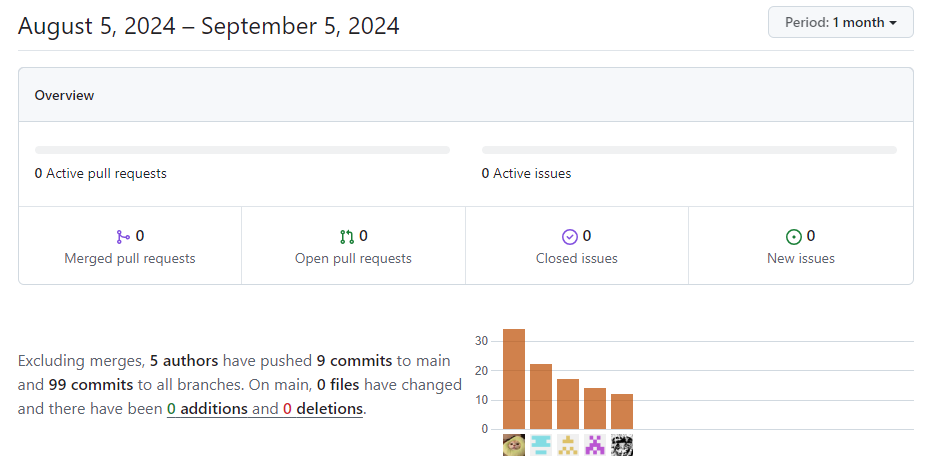 August 5, 2024 – September 5, 2024
Period: 1 month
Overview
0 Active pull requests
0 Active issues
0
Merged pull requests
0
Open pull requests
0
Closed issues
0
New issues
Excluding merges, 5 authors have pushed 9 commits to main
and 99 commits to all branches. On main, 0 files have changed
and there have been 0 additions and 0 deletions.
30
20
10
0